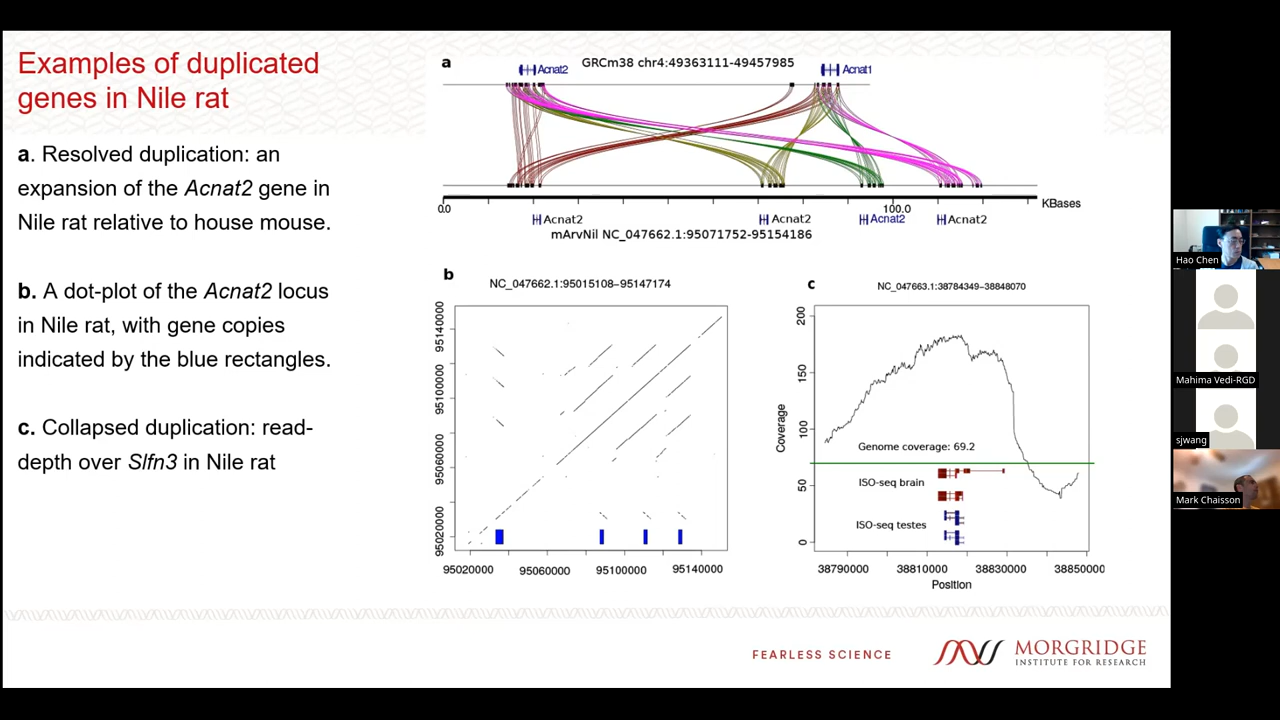 Examples of duplicated
genes in Nile rat
a. Resolved duplication: an
expansion of the Acnat2 gene in
Nile rat relative to house mouse.
b. A dot-plot of the Acnat2 locus
in Nile rat, with gene copies
indicated by the blue rectangles.
c. Collapsed duplication: read-
depth over Slfn3 in Nile rat
a
GRCm38 chr4:49363111-49457985
Acnat2
Acnat1
0.0
100.0
KBases
Acnat2
Acnat2
Acnat2
Acnat2
mArvNil NC_047662.1:95071752-95154186
b
NC_047662.1:95015108-95147174
95140000
95100000
95060000
95020000
95020000
95060000
95100000
95140000
c
NC_047663.1:38784349-38848070
Coverage
200
150
100
50
0
Genome coverage: 69.2
ISO-seq brain
ISO-seq testes
38790000
38810000
38830000
38850000
Position
FEARLESS SCIENCE
MORGRIDGE
INSTITUTE FOR RESEARCH
Hao Chen
Mahima Vedi-RGD
sjwang
Mark Chaisson